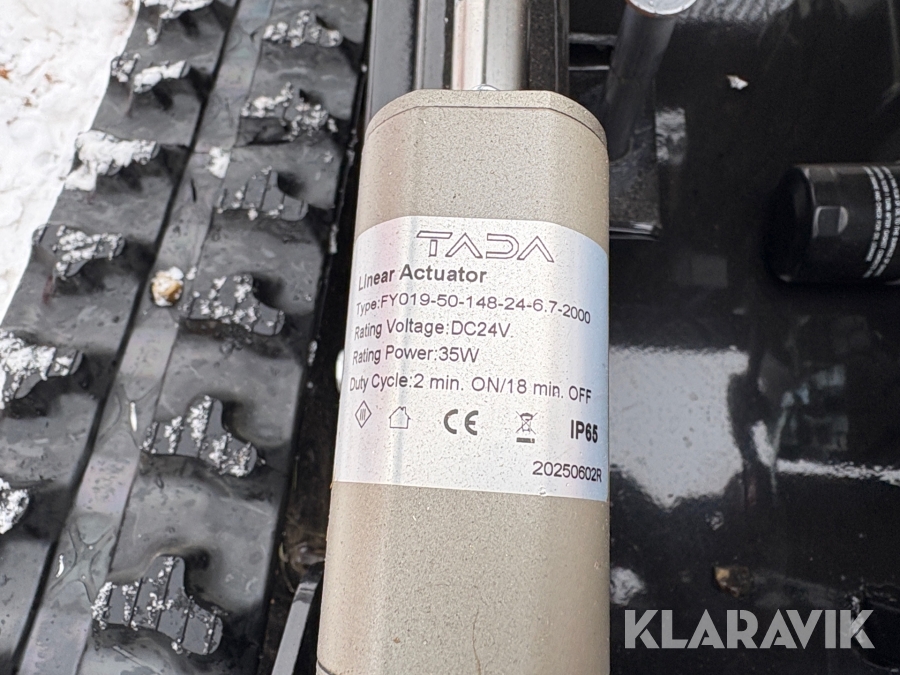 TADA
Linear Actuator
Type:FY019-50-148-24-6.7-2000
Rating Voltage:DC24V
Rating Power:35W
Duty Cycle:2 min. ON/18 min. OFF
CE
IP65
20250602R
KLARAVIK